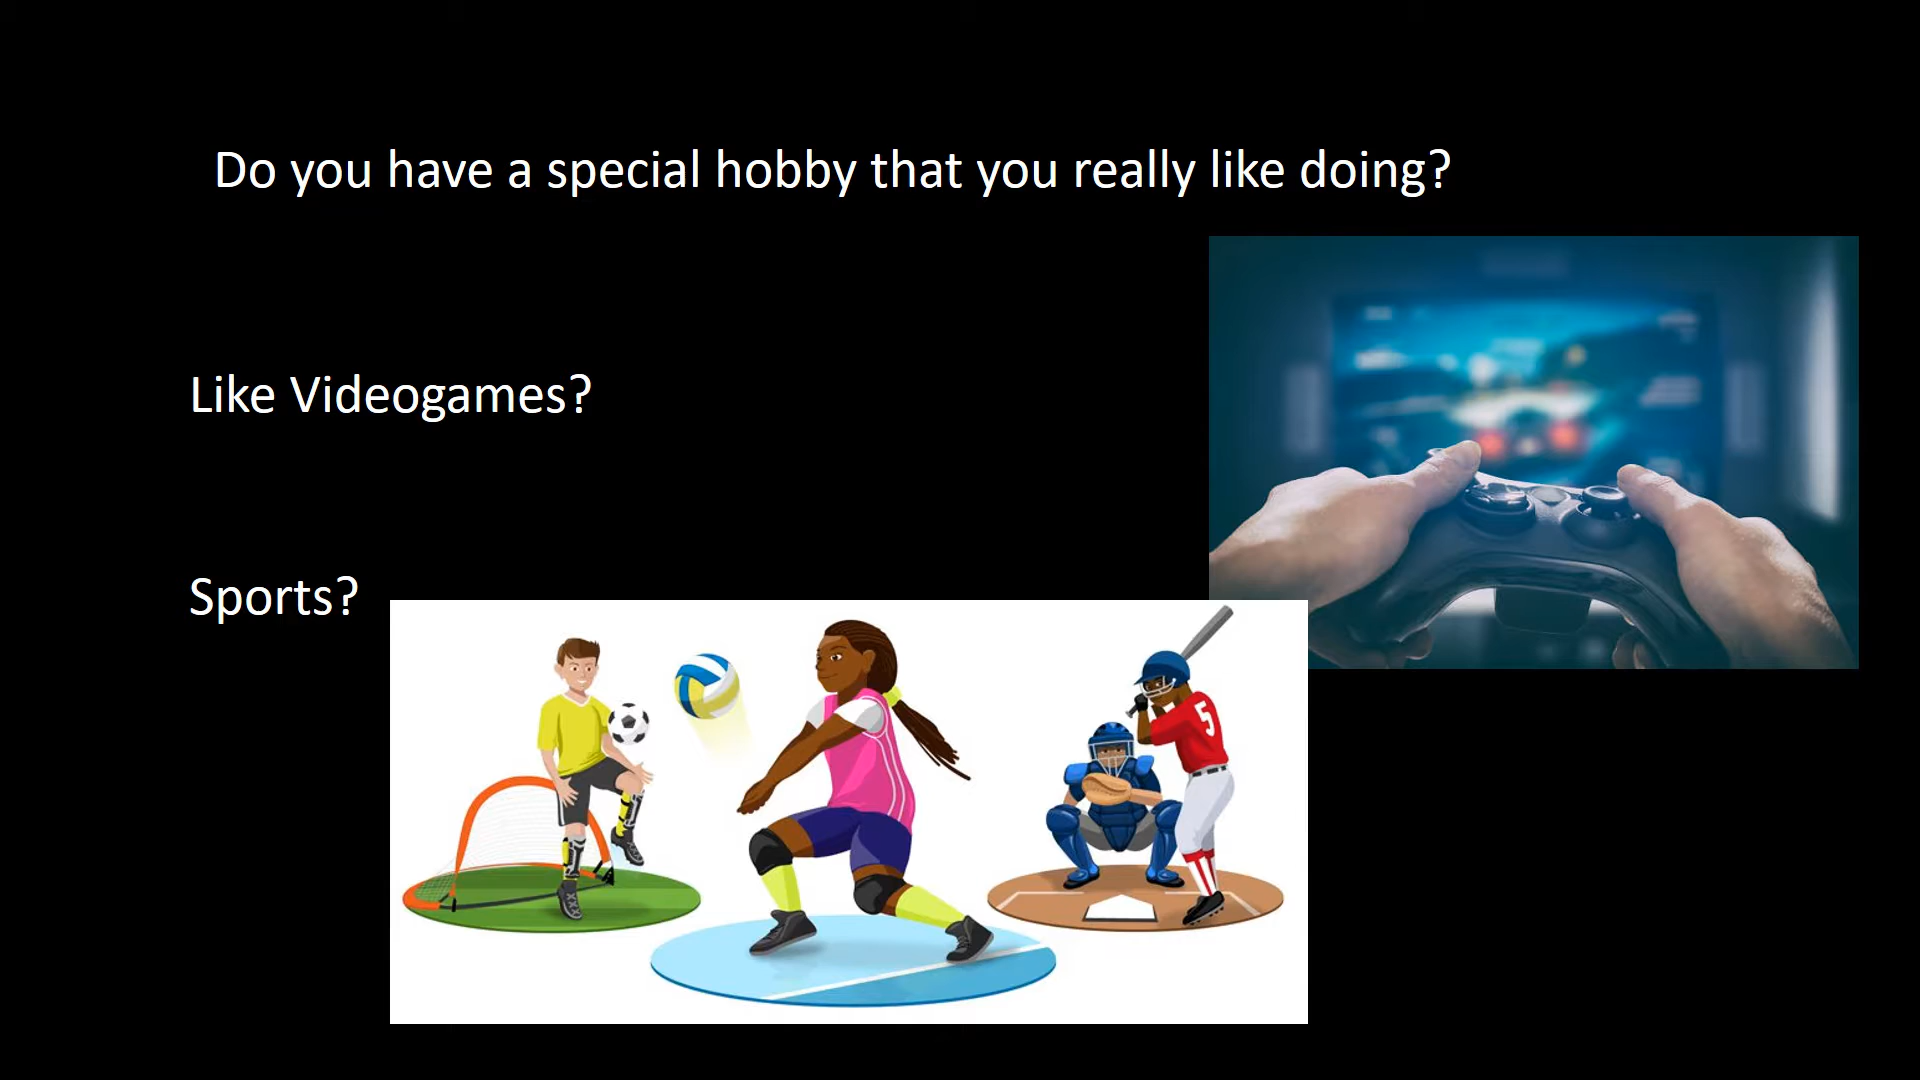 Do you have a special hobby that you really like doing?
Like Videogames?
Sports?
5